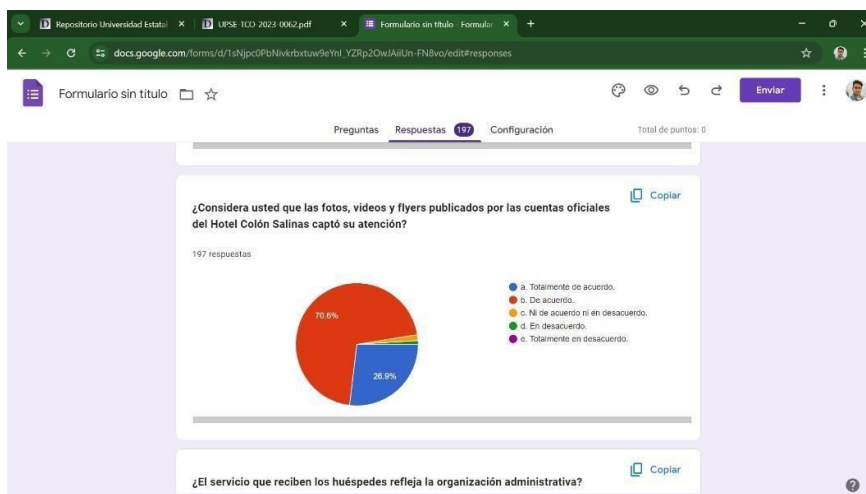 Repositorio Universidad Estatal
UPSE-TCO-2023-0062.pdf
Formulario sin título - Formular
docs.google.com/forms/d/1sNjpc0PbNivkrbxtuw9eYnI_YZRp2OwJAiiUn-FN8vo/edit#responses
Formulario sin título
Enviar
Preguntas Respuestas 197 Configuración Total de puntos: 0
Copiar
¿Considera usted que las fotos, videos y flyers publicados por las cuentas oficiales
del Hotel Colón Salinas captó su atención?
197 respuestas
a. Totalmente de acuerdo.
b. De acuerdo.
c. Ni de acuerdo ni en desacuerdo.
d. En desacuerdo.
e. Totalmente en desacuerdo.
70.6%
26.9%
Copiar
¿El servicio que reciben los huéspedes refleja la organización administrativa?